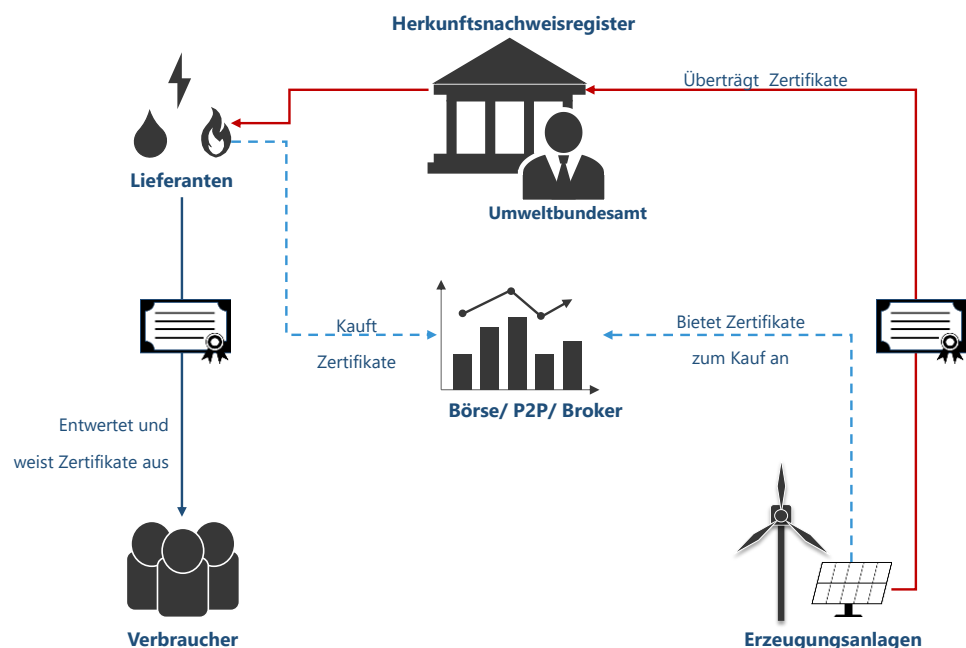 Herkunftsnachweisregister
Überträgt Zertifikate
Lieferanten
Umweltbundesamt
Kauft
Zertifikate
Bietet Zertifikate
zum Kauf an
Börse/ P2P/ Broker
Entwertet und
weist Zertifikate aus
Verbraucher
Erzeugungsanlagen